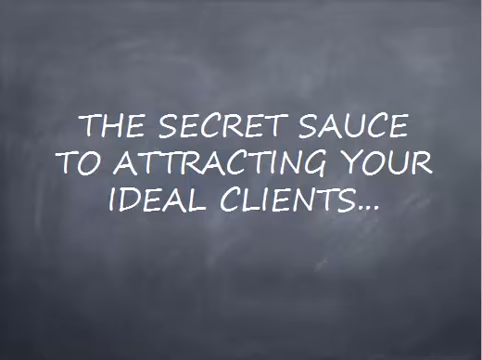 THE SECRET SAUCE
TO ATTRACTING YOUR
IDEAL CLIENTS...